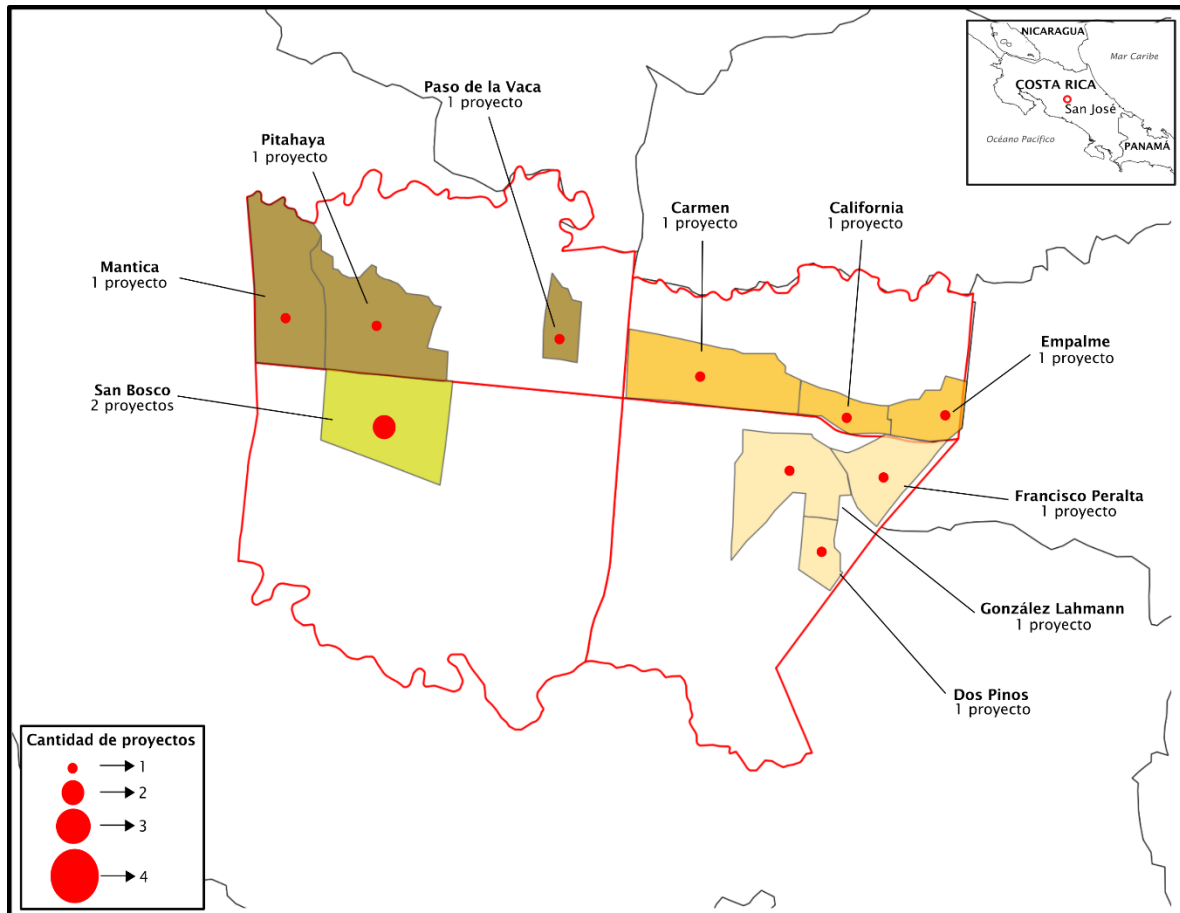 NICARAGUA
Mar Caribe
COSTA RICA
San José
Océano Pacífico
PANAMÁ
Paso de la Vaca
1 proyecto
Pitahaya
1 proyecto
Carmen
1 proyecto
California
1 proyecto
Mantica
1 proyecto
Empalme
1 proyecto
San Bosco
2 proyectos
Francisco Peralta
1 proyecto
González Lahmann
1 proyecto
Dos Pinos
1 proyecto
Cantidad de proyectos
1
2
3
4